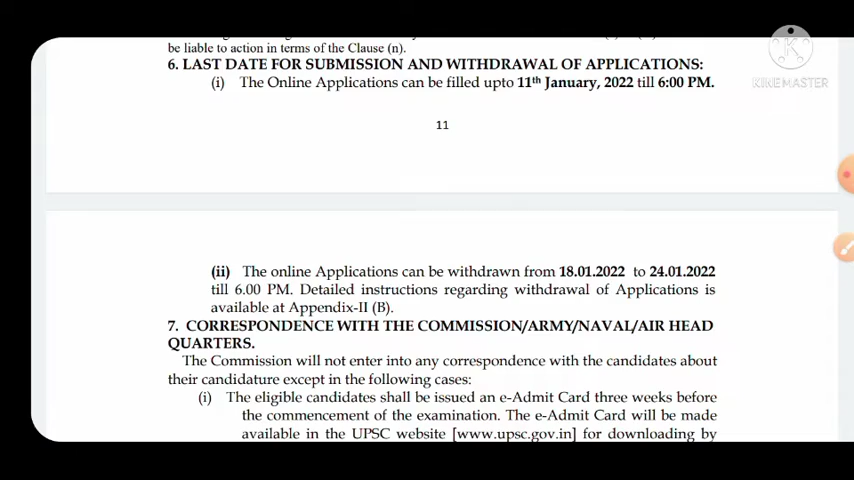 be liable to action in terms of the Clause (n).
6. LAST DATE FOR SUBMISSION AND WITHDRAWAL OF APPLICATIONS:
(i) The Online Applications can be filled upto 11th January, 2022 till 6:00 PM.
K
KINEMASTER
11
(ii) The online Applications can be withdrawn from 18.01.2022 to 24.01.2022
till 6.00 PM. Detailed instructions regarding withdrawal of Applications is
available at Appendix-II (B).
7. CORRESPONDENCE WITH THE COMMISSION/ARMY/NAVAL/AIR HEAD
QUARTERS.
The Commission will not enter into any correspondence with the candidates about
their candidature except in the following cases:
(i) The eligible candidates shall be issued an e-Admit Card three weeks before
the commencement of the examination. The e-Admit Card will be made
available in the UPSC website [www.upsc.gov.in] for downloading by